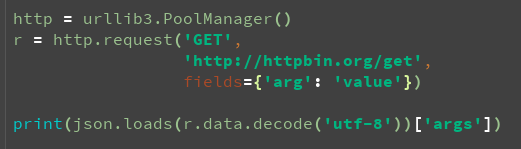 http = urllib3.PoolManager()
r = http.request('GET',
'http://httpbin.org/get',
fields={'arg': 'value'})
print(json.loads(r.data.decode('utf-8'))['args'])